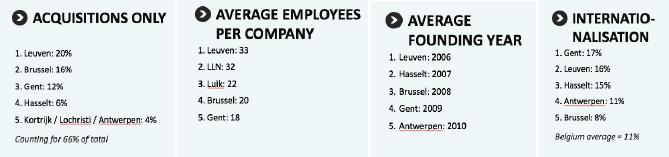 ACQUISITIONS ONLY
1. Leuven: 20%
2. Brussel: 16%
3. Gent: 12%
4. Hasselt: 6%
5. Kortrijk / Lochristi / Antwerpen: 4%
Counting for 66% of total
AVERAGE EMPLOYEES
PER COMPANY
1. Leuven: 33
2. LLN: 32
3. Luik: 22
4. Brussel: 20
5. Gent: 18
AVERAGE
FOUNDING YEAR
1. Leuven: 2006
2. Hasselt: 2007
3. Brussel: 2008
4. Gent: 2009
5. Antwerpen: 2010
INTERNATIO-
NALISATION
1. Gent: 17%
2. Leuven: 16%
3. Hasselt: 15%
4. Antwerpen: 11%
5. Brussel: 8%
Belgium average = 11%